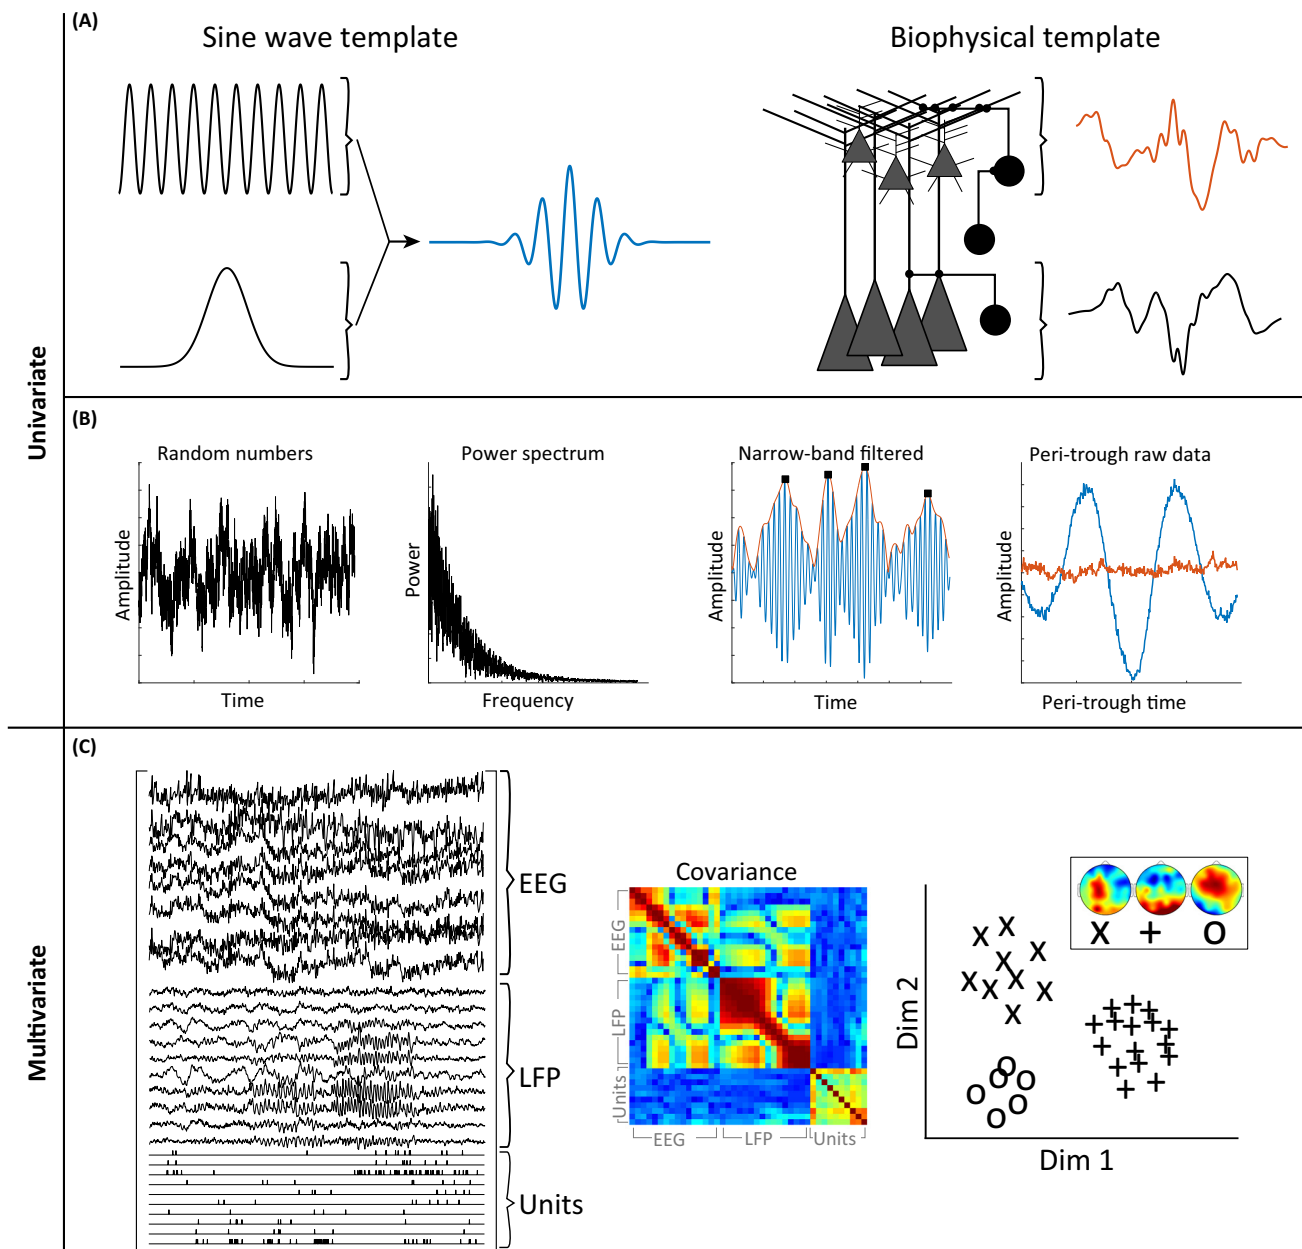 (A)
Sine wave template
Biophysical template
Univariate
(B)
Random numbers
Amplitude
Time
Power spectrum
Power
Frequency
Narrow-band filtered
Amplitude
Time
Peri-trough raw data
Amplitude
Peri-trough time
Multivariate
(C)
EEG
LFP
Units
Covariance
EEG
LFP
Units
EEG
LFP
Units
X + O
Dim 2
Dim 1